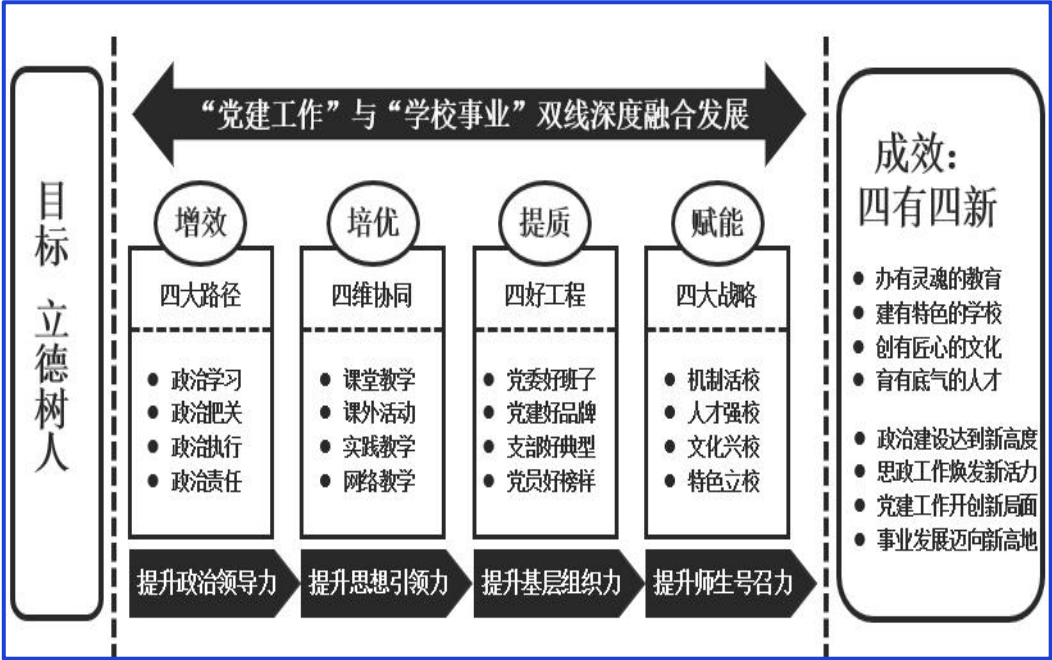 目标 立德树人
“党建工作”与“学校事业”双线深度融合发展
增效
四大路径
● 政治学习
● 政治把关
● 政治执行
● 政治责任
提升政治领导力
培优
四维协同
● 课堂教学
● 课外活动
● 实践教学
● 网络教学
提升思想引领力
提质
四好工程
● 党委好班子
● 党建好品牌
● 支部好典型
● 党员好榜样
提升基层组织力
赋能
四大战略
● 机制活校
● 人才强校
● 文化兴校
● 特色立校
提升师生号召力
成效：
四有四新
● 办有灵魂的教育
● 建有特色的学校
● 创有匠心的文化
● 育有底气的人才
● 政治建设达到新高度
● 思政工作焕发新活力
● 党建工作开创新局面
● 事业发展迈向新高地